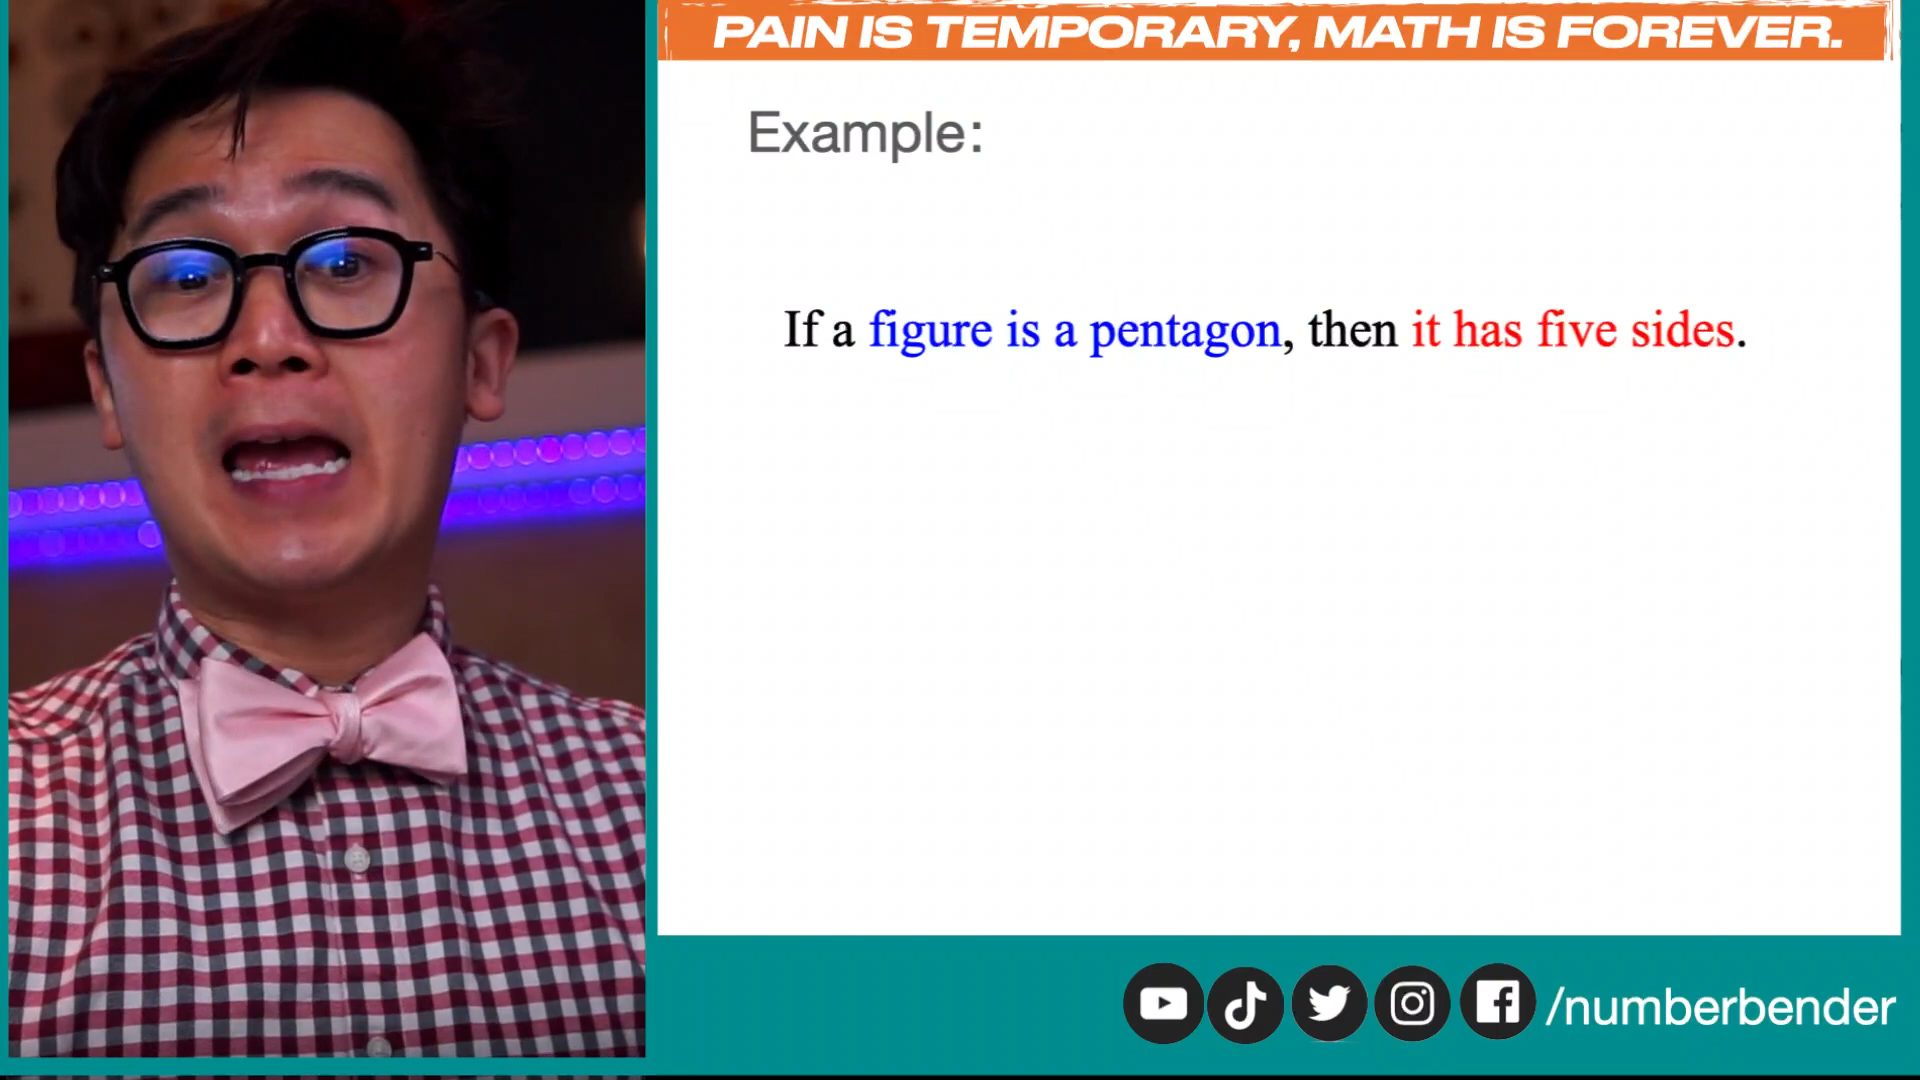 PAIN IS TEMPORARY, MATH IS FOREVER.
Example:
If a figure is a pentagon, then it has five sides.
/numberbender